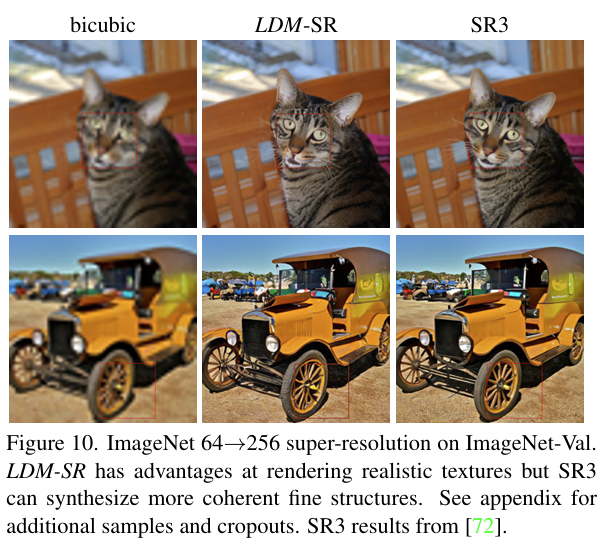 bicubic LDM-SR SR3
Figure 10. ImageNet 64→256 super-resolution on ImageNet-Val.
LDM-SR has advantages at rendering realistic textures but SR3
can synthesize more coherent fine structures. See appendix for
additional samples and cropouts. SR3 results from [72].